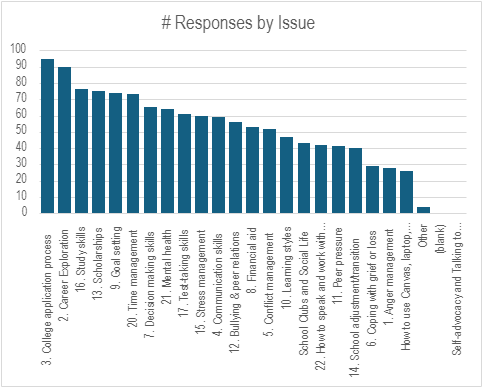 # Responses by Issue
100
90
80
70
60
50
40
30
20
10
0
3. College application process
2. Career Exploration
16. Study skills
13. Scholarships
9. Goal setting
20. Time management
7. Decision making skills
21. Mental health
17. Test-taking skills
15. Stress management
4. Communication skills
12. Bullying & peer relations
8. Financial aid
5. Conflict management
10. Learning styles
School Clubs and Social Life
22. How to speak and work with…
11. Peer pressure
14. School adjustment/transition
6. Coping with grief or loss
1. Anger management
How to use Canvas, laptop,…
Other
(blank)
Self-advocacy and Talking to…